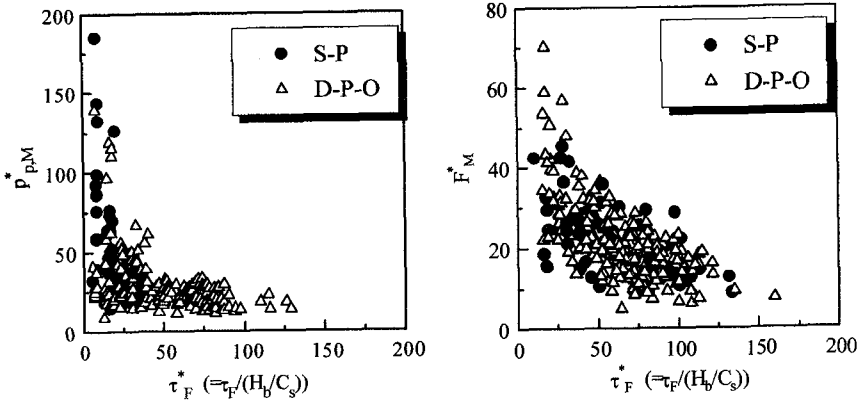 200
150
100
50
0
p*p,M
S-P
D-P-O
0 50 100 150 200
τ*F (=τF/(Hb/Cs))
80
60
40
20
0
F*M
S-P
D-P-O
0 50 100 150 200
τ*F (=τF/(Hb/Cs))